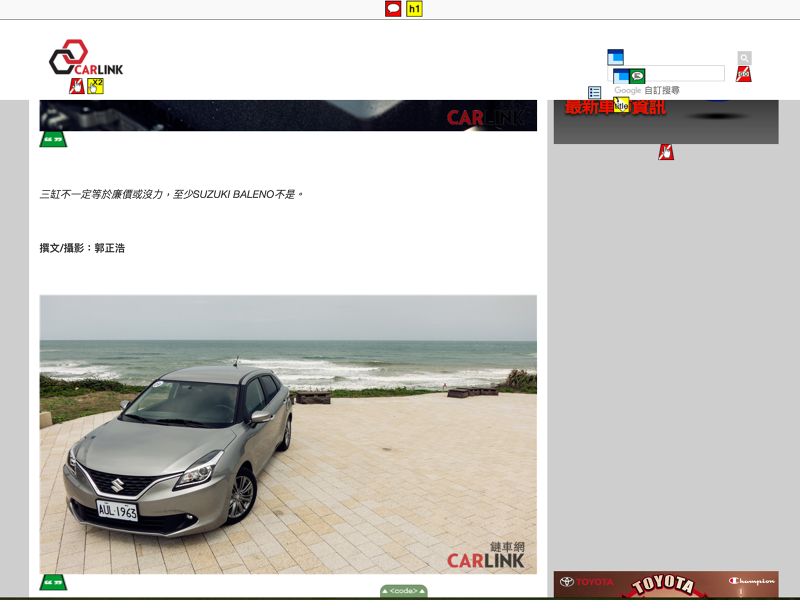 h1
CARLINK
X2
Google 自訂搜尋
title
最新車市資訊
CARLINK
三缸不一定等於廉價或沒力，至少SUZUKI BALENO不是。
撰文/攝影：郭正浩
AUL-1963
鏈車網
CARLINK
TOYOTA
TOYOTA
Champion
<code>